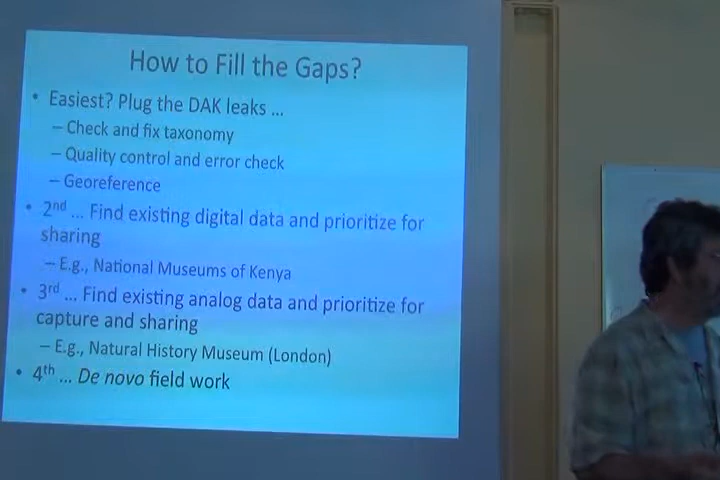 How to Fill the Gaps?
• Easiest? Plug the DAK leaks ...
– Check and fix taxonomy
– Quality control and error check
– Georeference
• 2nd ... Find existing digital data and prioritize for
sharing
– E.g., National Museums of Kenya
• 3rd ... Find existing analog data and prioritize for
capture and sharing
– E.g., Natural History Museum (London)
• 4th ... De novo field work